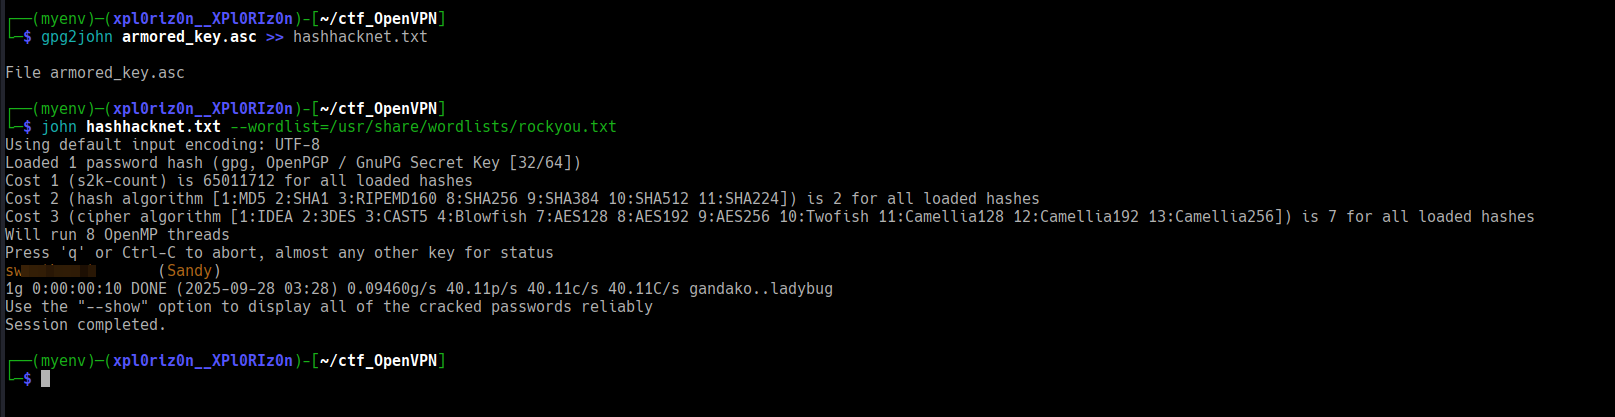 ┌──(myenv)─(xpl0riz0n__XPl0RIz0n)-[~/ctf_OpenVPN]
└─$ gpg2john armored_key.asc >> hashhacknet.txt
File armored_key.asc
┌──(myenv)─(xpl0riz0n__XPl0RIz0n)-[~/ctf_OpenVPN]
└─$ john hashhacknet.txt --wordlist=/usr/share/wordlists/rockyou.txt
Using default input encoding: UTF-8
Loaded 1 password hash (gpg, OpenPGP / GnuPG Secret Key [32/64])
Cost 1 (s2k-count) is 65011712 for all loaded hashes
Cost 2 (hash algorithm [1:MD5 2:SHA1 3:RIPEMD160 8:SHA256 9:SHA384 10:SHA512 11:SHA224]) is 2 for all loaded hashes
Cost 3 (cipher algorithm [1:IDEA 2:3DES 3:CAST5 4:Blowfish 7:AES128 8:AES192 9:AES256 10:Twofish 11:Camellia128 12:Camellia192 13:Camellia256]) is 7 for all loaded hashes
Will run 8 OpenMP threads
Press 'q' or Ctrl-C to abort, almost any other key for status
(Sandy)
1g 0:00:00:10 DONE (2025-09-28 03:28) 0.09460g/s 40.11p/s 40.11c/s 40.11C/s gandako..ladybug
Use the "--show" option to display all of the cracked passwords reliably
Session completed.
┌──(myenv)─(xpl0riz0n__XPl0RIz0n)-[~/ctf_OpenVPN]
└─$